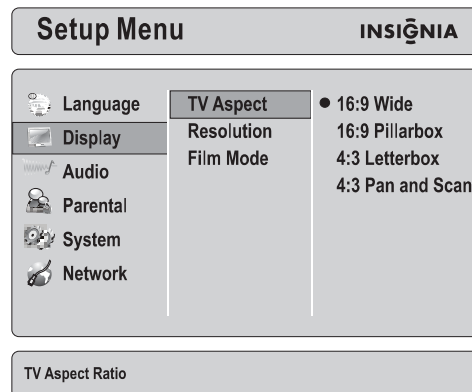 Setup Menu
INSIGNIA
Language
Display
Audio
Parental
System
Network
TV Aspect
Resolution
Film Mode
16:9 Wide
16:9 Pillarbox
4:3 Letterbox
4:3 Pan and Scan
TV Aspect Ratio